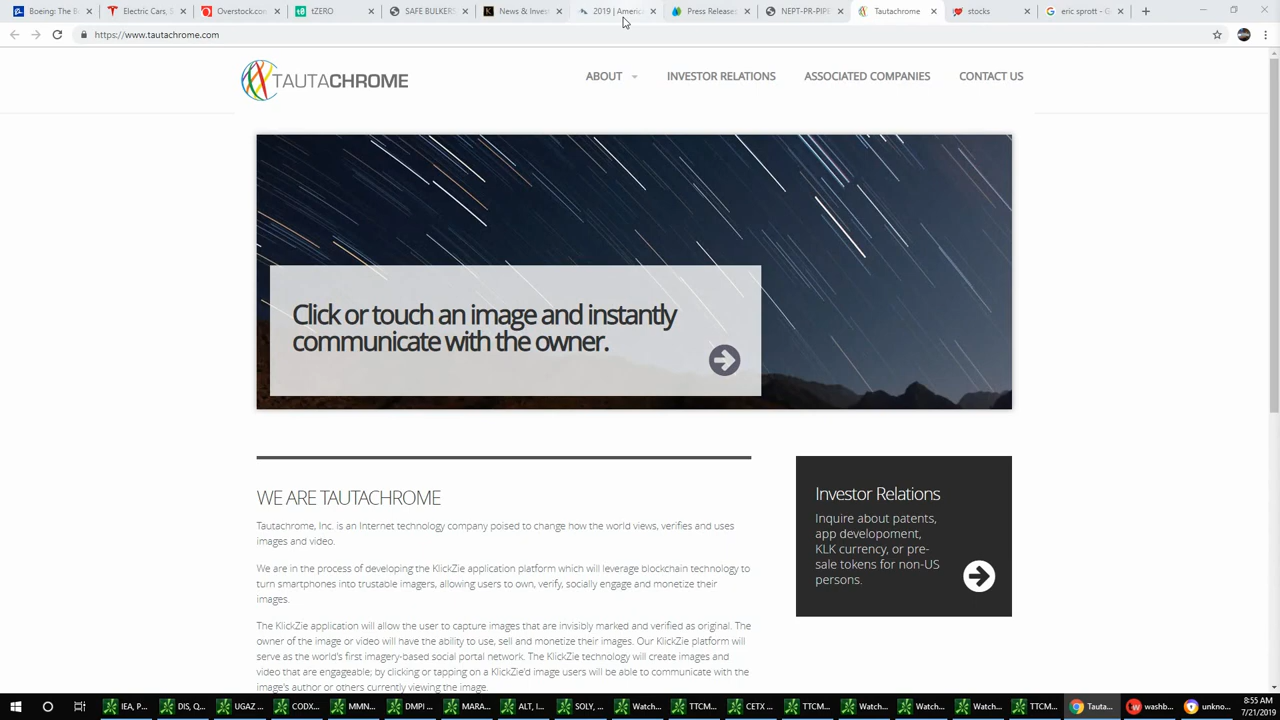 Boeing: The B
Electric Cars, S
Overstock.co
tZERO
SAFE BULKERS
News & Inves
2019 | Americ
Press Releases
NEPT-PR-PIPE
Tautachrome
stocks
eric sprott - G
https://www.tautachrome.com
TAUTACHROME
ABOUT
INVESTOR RELATIONS
ASSOCIATED COMPANIES
CONTACT US
Click or touch an image and instantly
communicate with the owner.
WE ARE TAUTACHROME
Tautachrome, Inc. is an Internet technology company poised to change how the world views, verifies and uses
images and video.
We are in the process of developing the KlickZie application platform which will leverage blockchain technology to
turn smartphones into trustable imagers, allowing users to own, verify, socially engage and monetize their
images.
The KlickZie application will allow the user to capture images that are invisibly marked and verified as original. The
owner of the image or video will have the ability to use, sell and monetize their images. Our KlickZie platform will
serve as the world's first imagery-based social portal network. The KlickZie technology will create images and
video that are engageable; by clicking or tapping on a KlickZie'd image users will be able to communicate with the
image's author or others currently viewing the image.
Investor Relations
Inquire about patents,
app developoment,
KLK currency, or pre-
sale tokens for non-US
persons.
IEA, P...
DIS, Q...
UGAZ ...
CODX...
MMN...
DMPI ...
MARA...
ALT, I...
SOLY, ...
Watch...
TTCM...
CETX ...
TTCM...
Watch...
Watch...
Watch...
TTCM...
Tauta...
washb...
unkno...
8:55 AM
7/21/2019